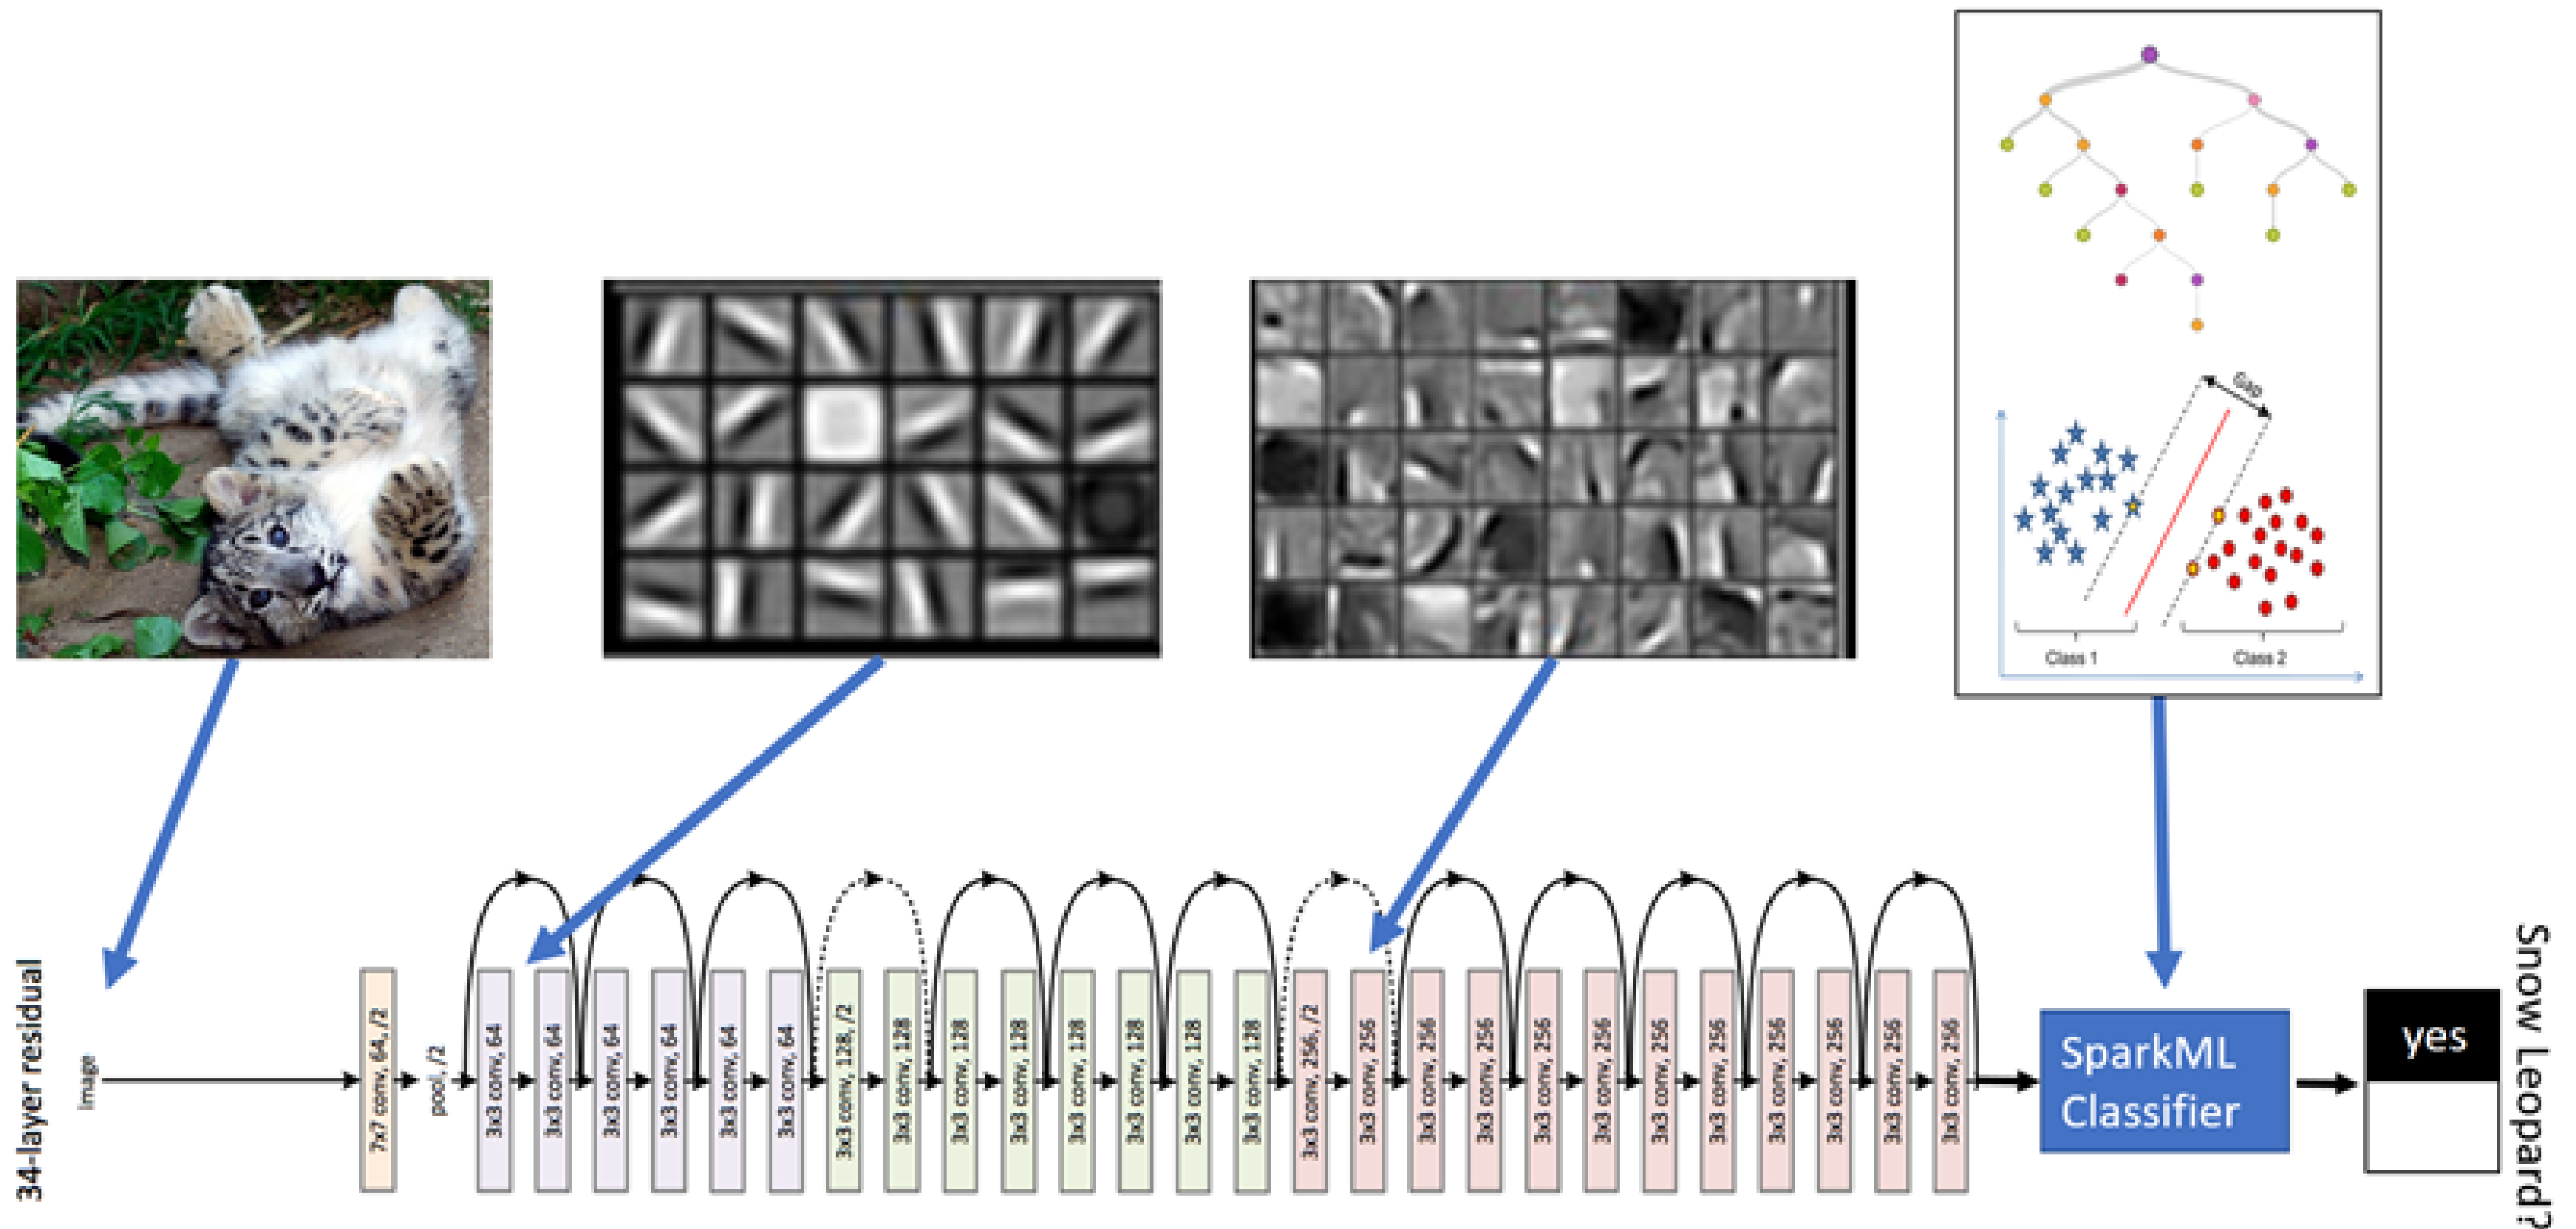 Gap
Class 1
Class 2
34-layer residual
image
7x7 conv, 64, /2
pool, /2
3x3 conv, 64
3x3 conv, 64
3x3 conv, 64
3x3 conv, 64
3x3 conv, 64
3x3 conv, 64
3x3 conv, 128, /2
3x3 conv, 128
3x3 conv, 128
3x3 conv, 128
3x3 conv, 128
3x3 conv, 128
3x3 conv, 128
3x3 conv, 128
3x3 conv, 256, /2
3x3 conv, 256
3x3 conv, 256
3x3 conv, 256
3x3 conv, 256
3x3 conv, 256
3x3 conv, 256
3x3 conv, 256
3x3 conv, 256
3x3 conv, 256
3x3 conv, 256
3x3 conv, 256
SparkML
Classifier
yes
Snow Leopard?